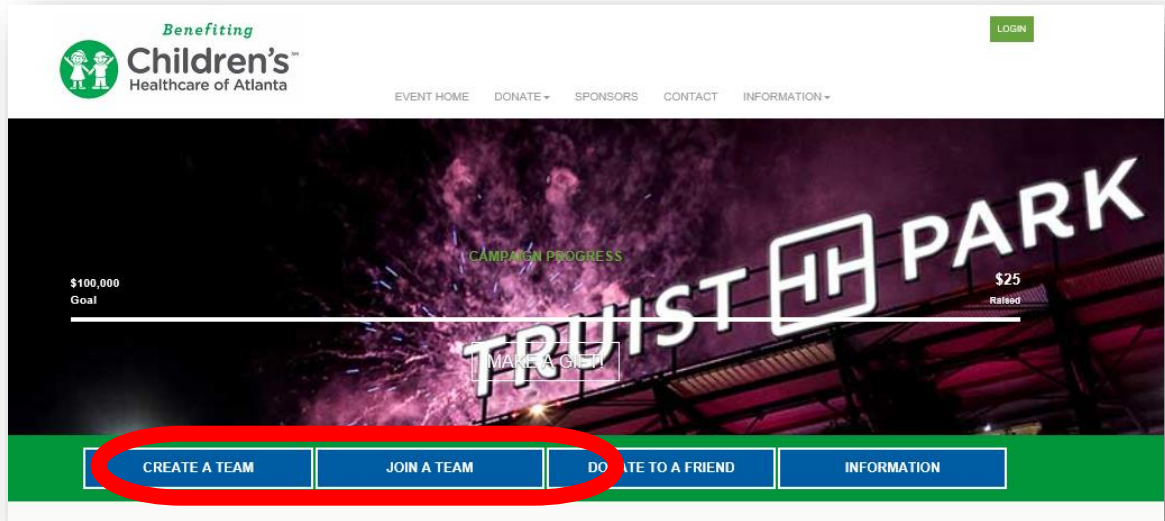 Benefiting
Children's℠
Healthcare of Atlanta
LOGIN
EVENT HOME DONATE SPONSORS CONTACT INFORMATION
TRUIST PARK
CAMPAIGN PROGRESS
$100,000
Goal
$25
Raised
MAKE A GIFT!
CREATE A TEAM JOIN A TEAM TO A FRIEND INFORMATION